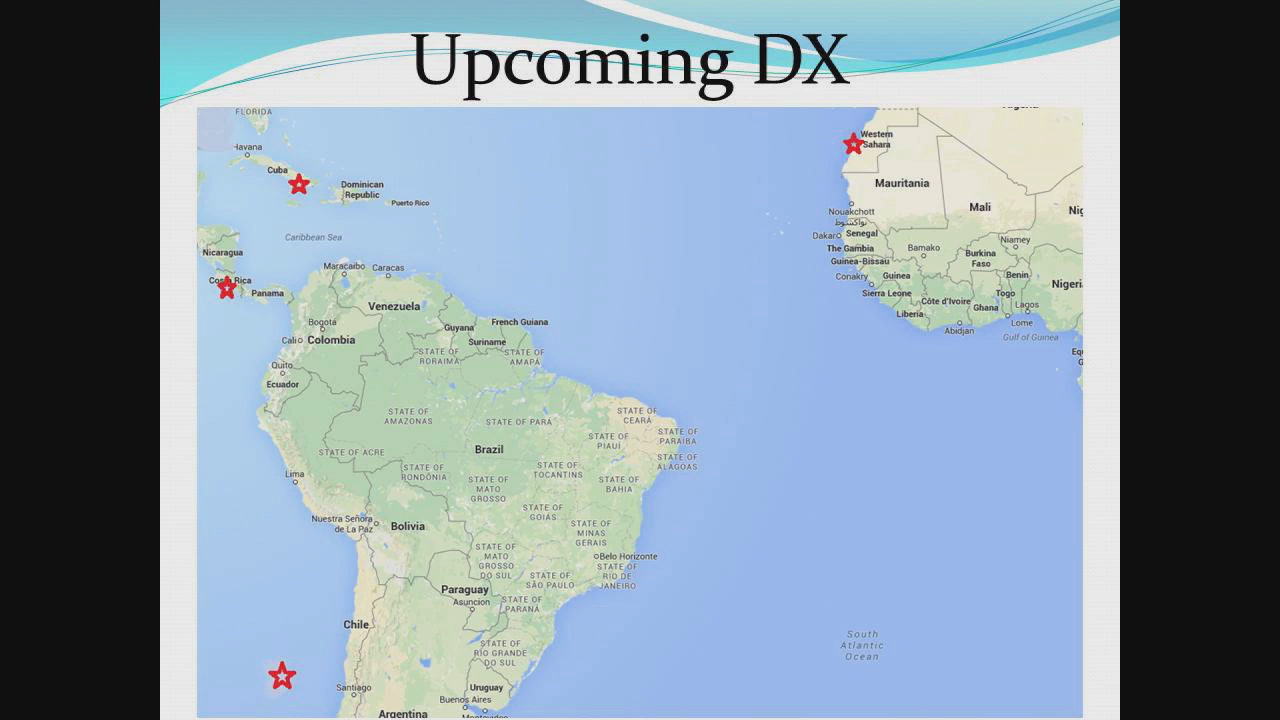 Upcoming DX
FLORIDA
Havana
Cuba
Dominican
Republic
Puerto Rico
Caribbean Sea
Nicaragua
Costa Rica
Panama
Maracaibo
Caracas
Venezuela
Bogotá
Cali
Colombia
Guyana
French Guiana
Suriname
Quito
Ecuador
STATE OF
RORAIMA
STATE OF
AMAPÁ
STATE OF
AMAZONAS
STATE OF PARÁ
STATE OF
CEARÁ
STATE OF
PIAUÍ
STATE OF
PARAÍBA
STATE OF
ALAGOAS
STATE OF ACRE
Brazil
STATE OF
RONDÔNIA
STATE OF
TOCANTINS
STATE OF
MATO
GROSSO
STATE OF
BAHIA
Lima
STATE OF
GOIÁS
Nuestra Señora
de La Paz
Bolivia
STATE OF
MINAS
GERAIS
Belo Horizonte
STATE OF
MATO
GROSSO
DO SUL
STATE OF
RIO DE
JANEIRO
STATE OF
SÃO PAULO
Paraguay
Asuncion
STATE OF
PARANÁ
Chile
STATE OF
RIO GRANDE
DO SUL
Santiago
Uruguay
Buenos Aires
Montevideo
Argentina
South
Atlantic
Ocean
Western
Sahara
Mauritania
Mali
Nouakchott
نواكشوط
Dakar
Senegal
The Gambia
Guinea-Bissau
Bamako
Niamey
Burkina
Faso
Conakry
Guinea
Benin
Sierra Leone
Côte d'Ivoire
Togo
Ghana
Lagos
Liberia
Abidjan
Lome
Gulf of Guinea
Nig
Nigeri
Eq
G